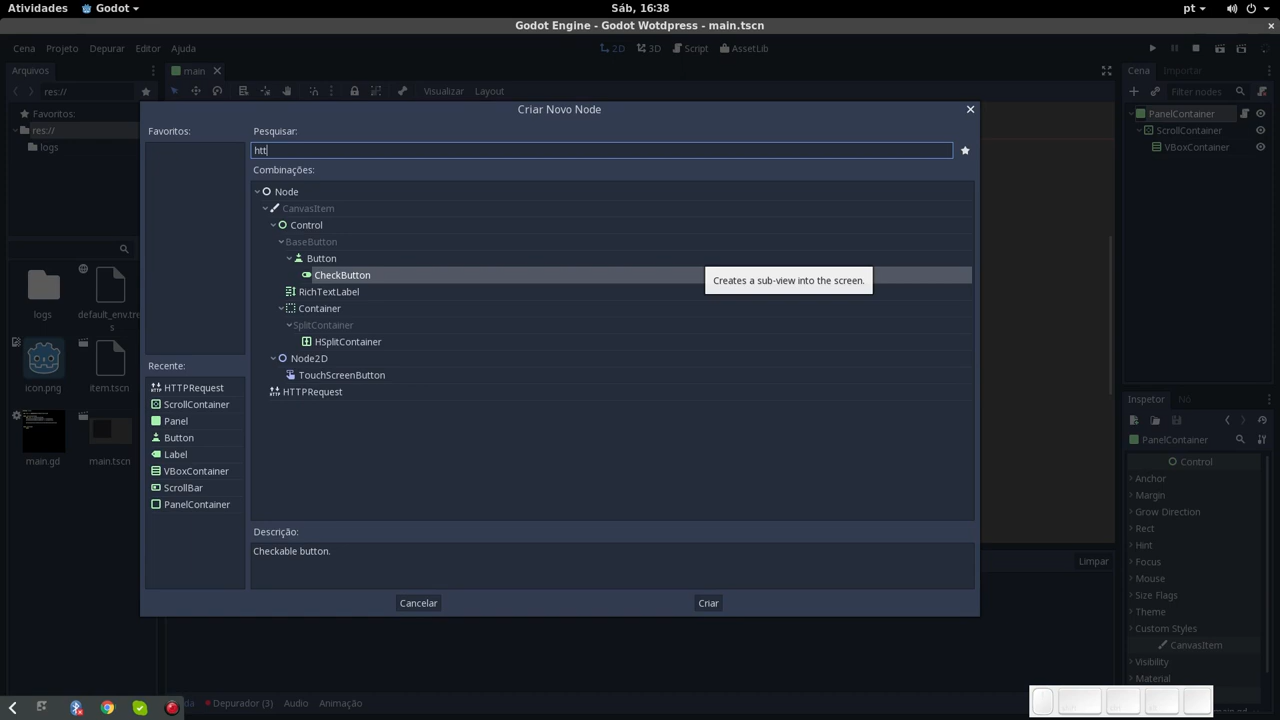 Atividades
Godot
Sáb, 16:38
pt
Godot Engine - Godot Wotdpress - main.tscn
Cena
Projeto
Depurar
Editor
Ajuda
2D
3D
Script
AssetLib
Arquivos
main
Cena
Importar
res://
Visualizar
Layout
Filter nodes
Favoritos:
res://
logs
PanelContainer
ScrollContainer
VBoxContainer
Criar Novo Node
Favoritos:
Pesquisar:
htt
Combinações:
Node
CanvasItem
Control
BaseButton
Button
CheckButton
RichTextLabel
Container
SplitContainer
HSplitContainer
Node2D
TouchScreenButton
HTTPRequest
Creates a sub-view into the screen.
Recente:
HTTPRequest
ScrollContainer
Panel
Button
Label
VBoxContainer
ScrollBar
PanelContainer
Descrição:
Checkable button.
Cancelar
Criar
logs
default_env.tre
s
icon.png
item.tscn
main.gd
main.tscn
Inspetor
Nó
PanelContainer
Control
Anchor
Margin
Grow Direction
Rect
Hint
Focus
Mouse
Size Flags
Theme
Custom Styles
CanvasItem
Visibility
Material
Limpar
Depurador (3)
Audio
Animação